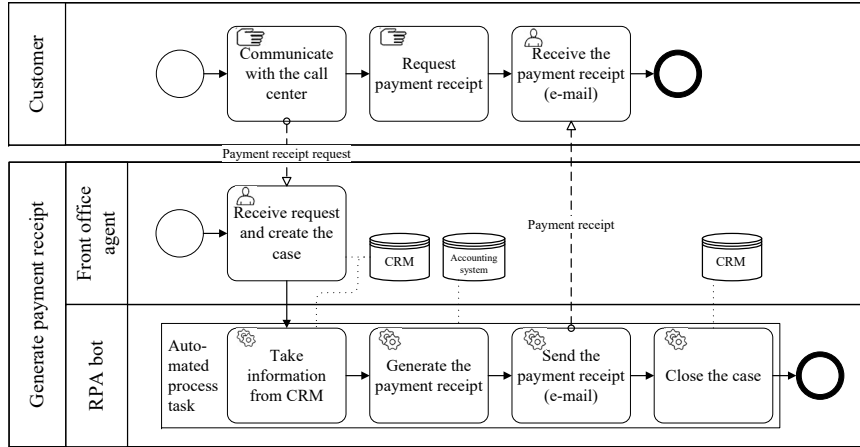 Customer
Communicate
with the call
center
Request
payment receipt
Receive the
payment receipt
(e-mail)
Payment receipt request
Generate payment receipt
Front office
agent
Receive request
and create the
case
CRM
Accounting
system
Payment receipt
CRM
RPA bot
Auto-
mated
process
task
Take
information
from CRM
Generate the
payment receipt
Send the
payment receipt
(e-mail)
Close the case